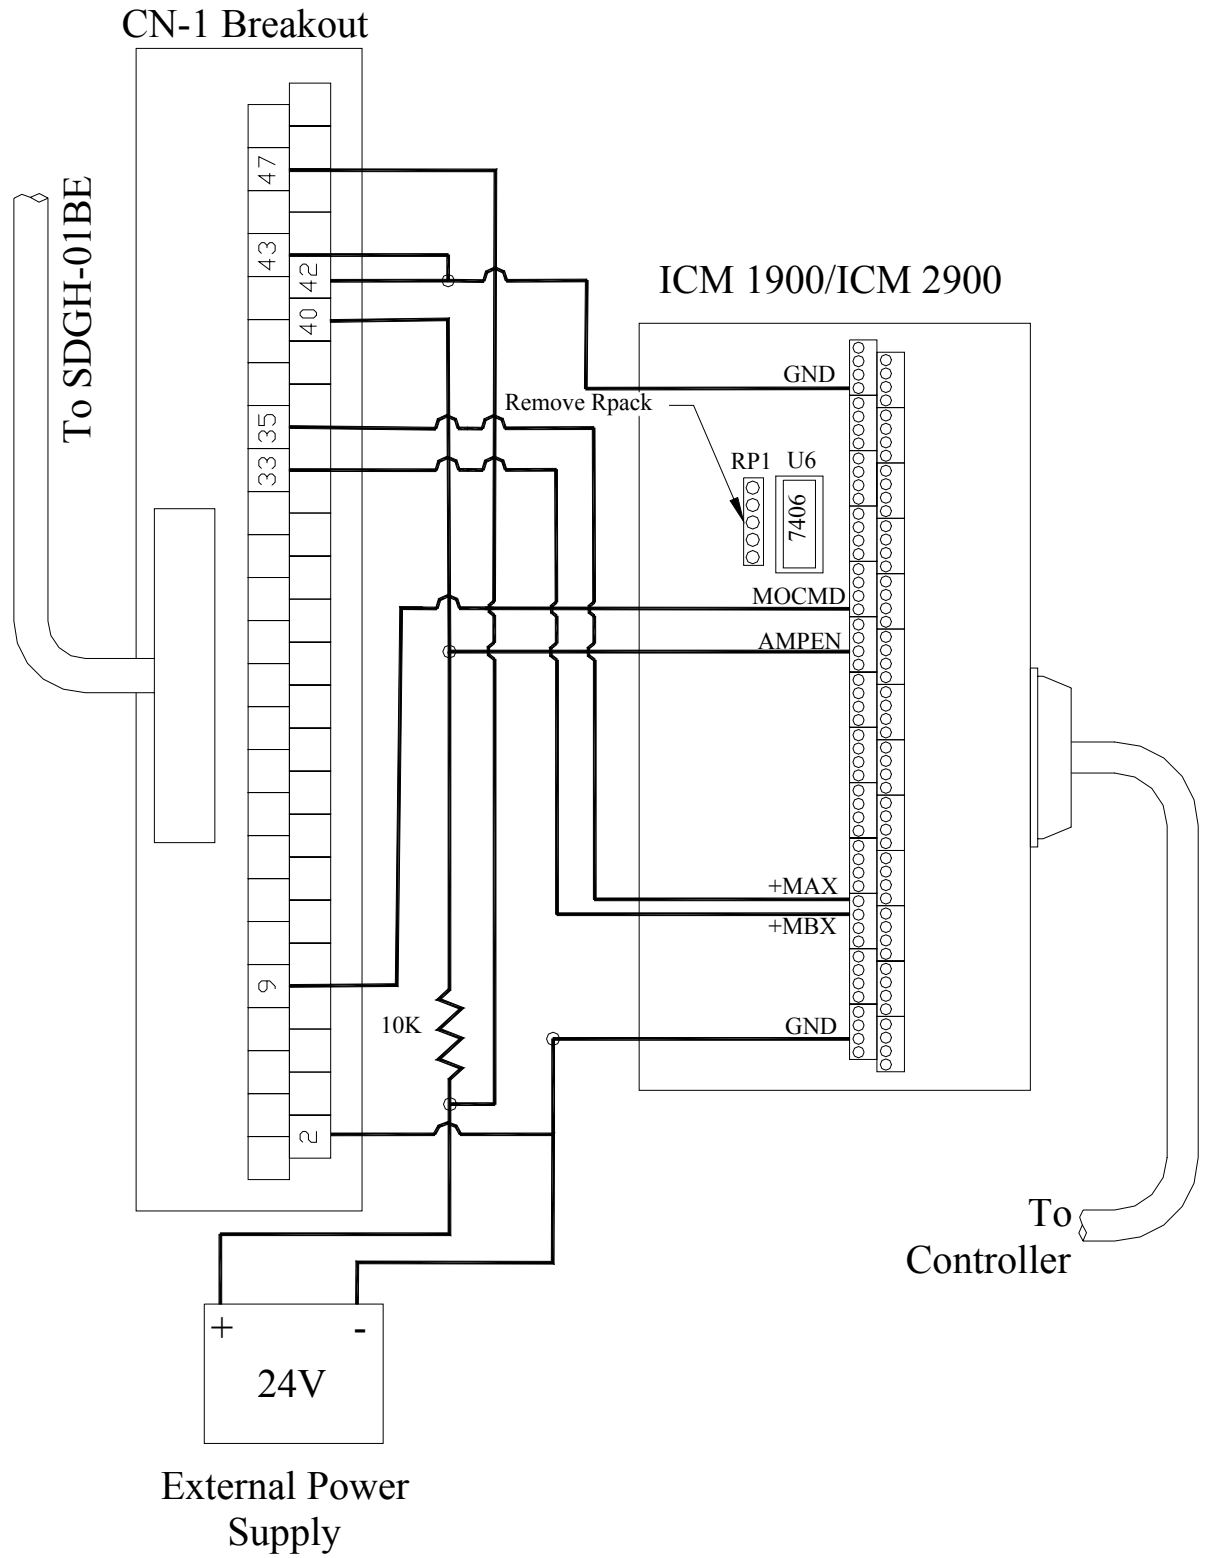 CN-1 Breakout
To SDGH-01BE
47
43
42
40
35
33
9
2
ICM 1900/ICM 2900
GND
Remove Rpack
RP1
U6
7406
MOCMD
AMPEN
+MAX
+MBX
GND
10K
To
Controller
+
-
24V
External Power
Supply